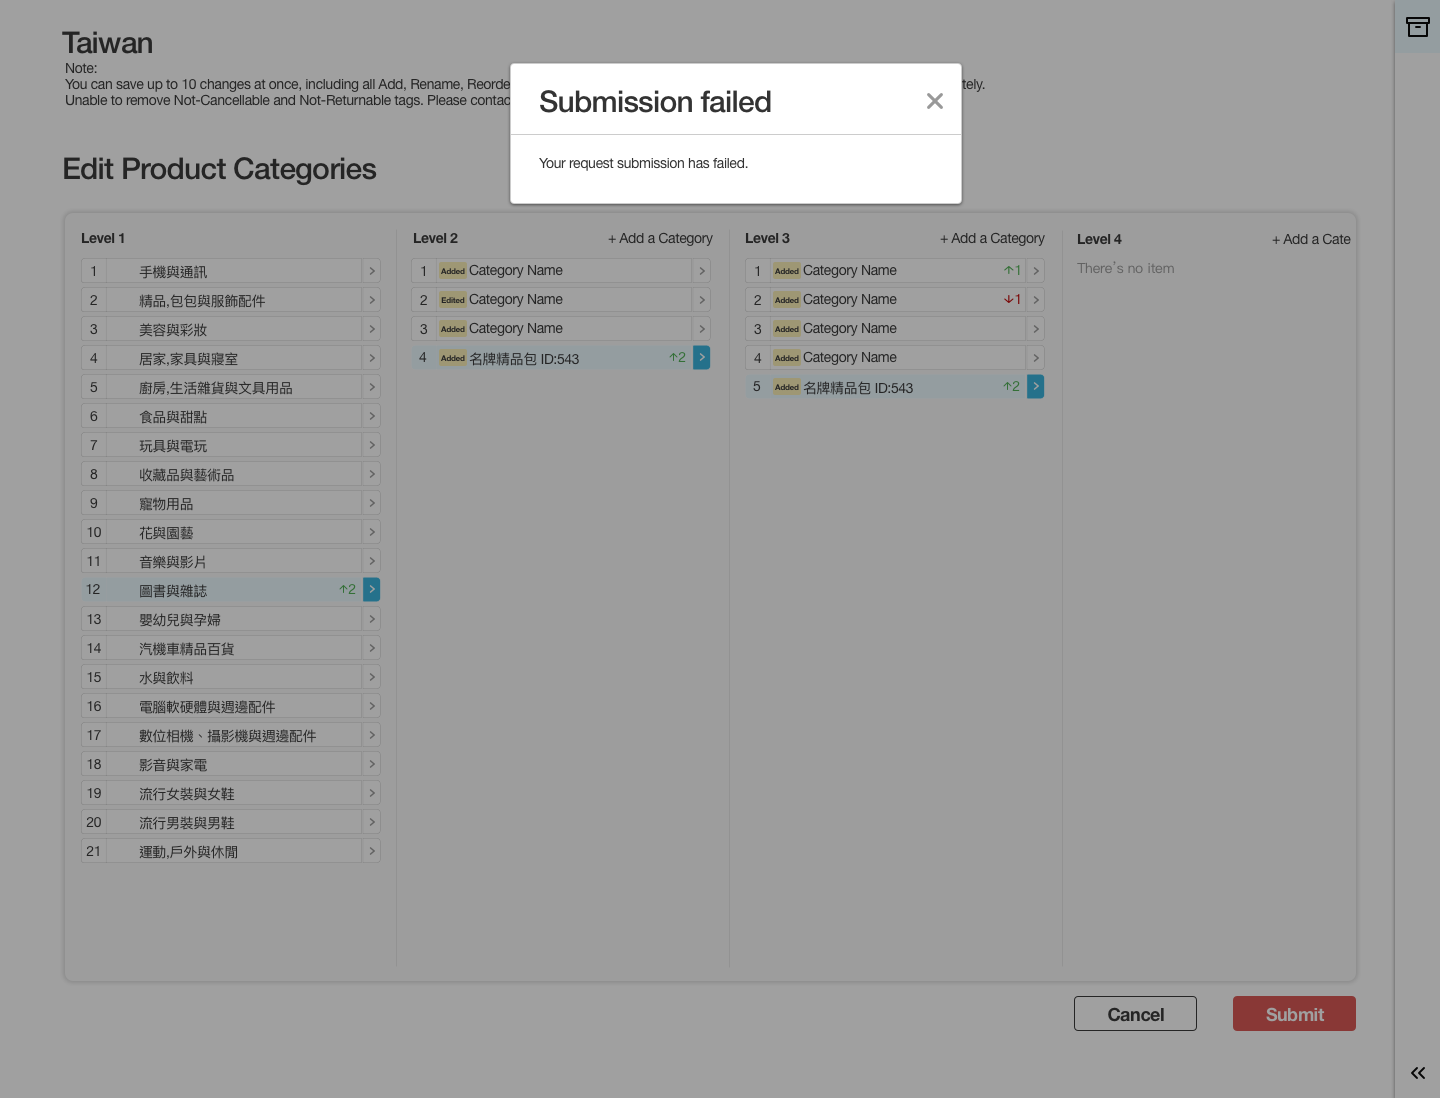 Taiwan
Note:
You can save up to 10 changes at once, including all Add, Rename, Reorde
tely.
Unable to remove Not-Cancellable and Not-Returnable tags. Please contac
Submission failed
Your request submission has failed.
Edit Product Categories
Level 1
1 手機與通訊
2 精品,包包與服飾配件
3 美容與彩妝
4 居家,家具與寢室
5 廚房,生活雜貨與文具用品
6 食品與甜點
7 玩具與電玩
8 收藏品與藝術品
9 寵物用品
10 花與園藝
11 音樂與影片
12 圖書與雜誌 ↑2
13 嬰幼兒與孕婦
14 汽機車精品百貨
15 水與飲料
16 電腦軟硬體與週邊配件
17 數位相機、攝影機與週邊配件
18 影音與家電
19 流行女裝與女鞋
20 流行男裝與男鞋
21 運動,戶外與休閒
Level 2 + Add a Category
1 Added Category Name
2 Edited Category Name
3 Added Category Name
4 Added 名牌精品包 ID:543 ↑2
Level 3 + Add a Category
1 Added Category Name ↑1
2 Added Category Name ↓1
3 Added Category Name
4 Added Category Name
5 Added 名牌精品包 ID:543 ↑2
Level 4 + Add a Cate
There's no item
Cancel
Submit